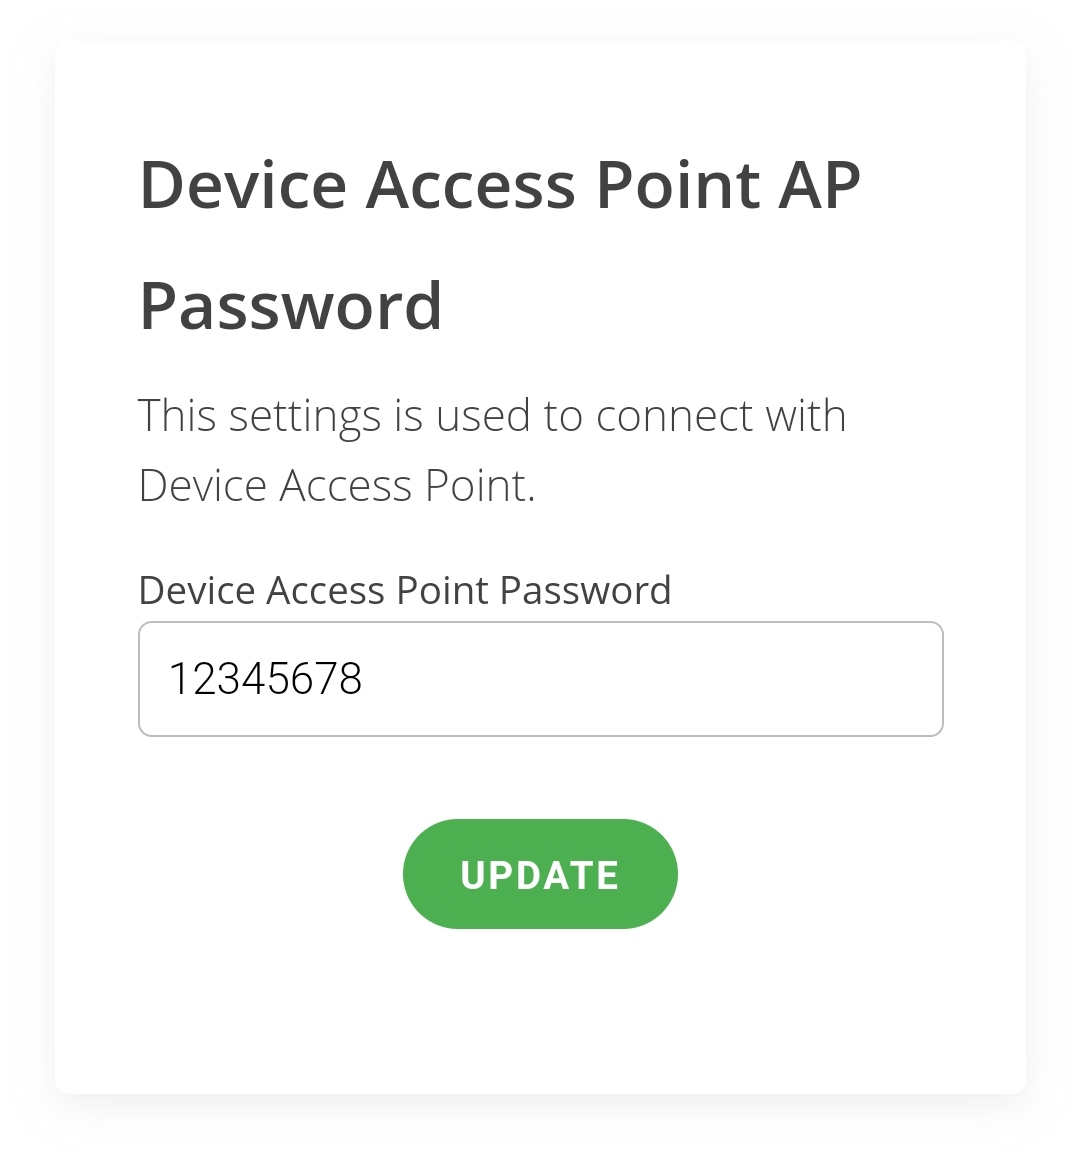 Device Access Point AP
Password
This settings is used to connect with
Device Access Point.
Device Access Point Password
12345678
UPDATE